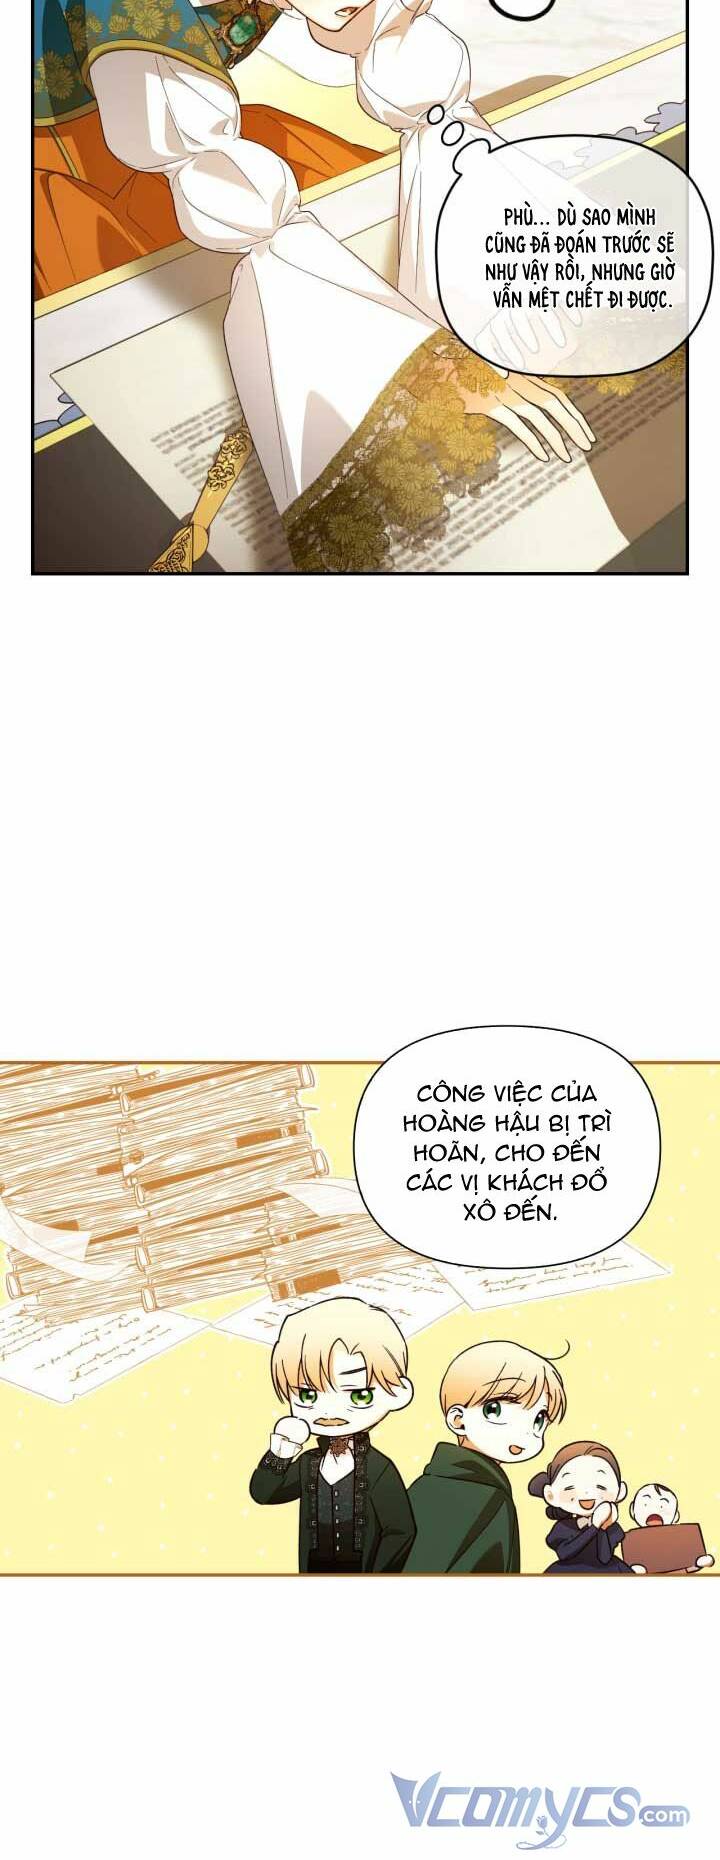 PHÙ... DÙ SAO MÌNH
CŨNG ĐÃ ĐOÁN TRƯỚC SẼ
NHƯ VẬY RỒI, NHƯNG GIỜ
VẪN MỆT CHẾT ĐI ĐƯỢC.
CÔNG VIỆC CỦA
HOÀNG HẬU BỊ TRÌ
HOÃN, CHO ĐẾN
CÁC VỊ KHÁCH ĐỔ
XÔ ĐẾN.
VCOMYCS.com